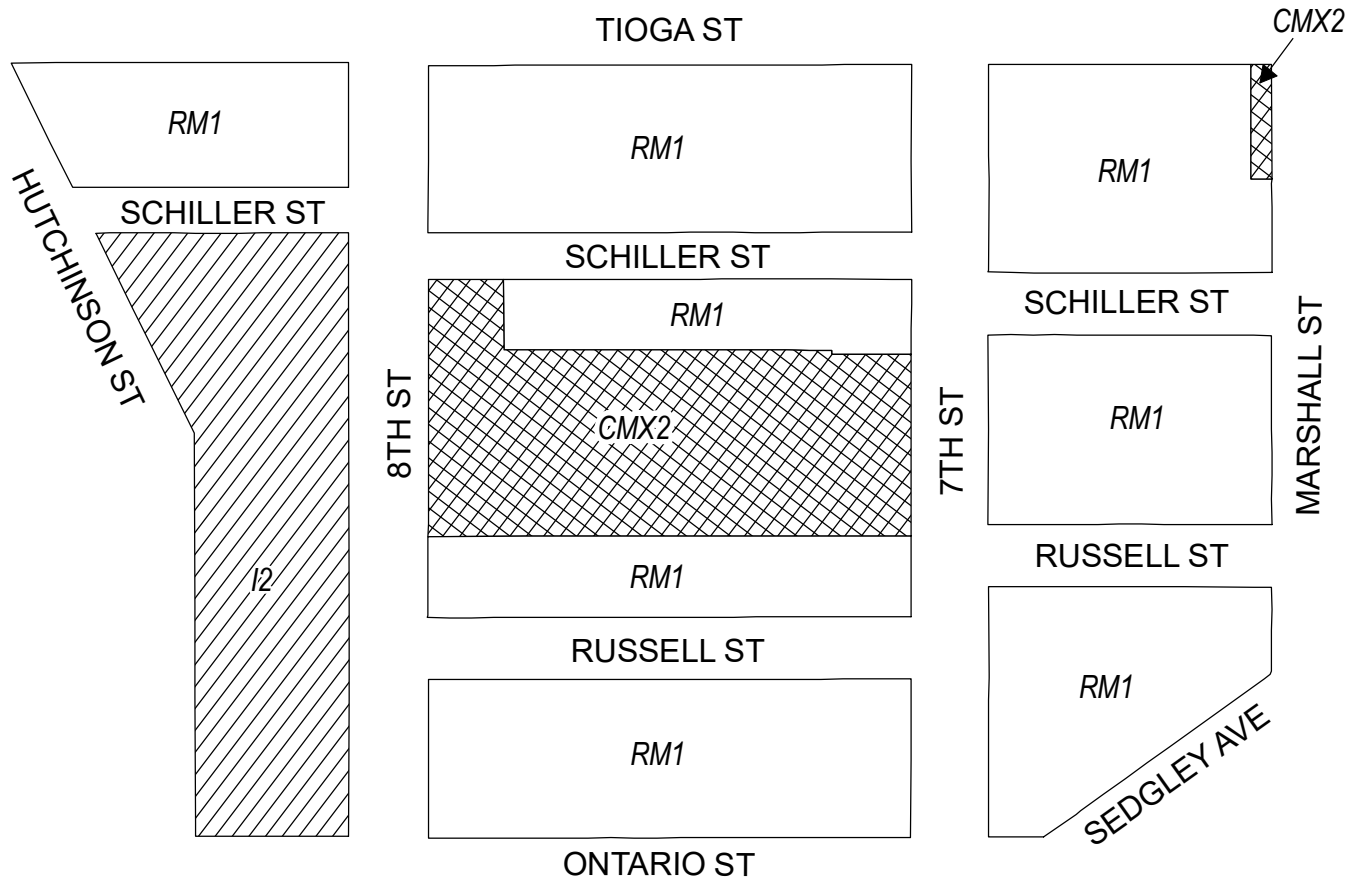 TIOGA ST
CMX2
RM1
RM1
RM1
HUTCHINSON ST
SCHILLER ST
SCHILLER ST
SCHILLER ST
RM1
8TH ST
CMX2
7TH ST
RM1
MARSHALL ST
I2
RM1
RUSSELL ST
RUSSELL ST
RM1
RM1
SEDGLEY AVE
ONTARIO ST